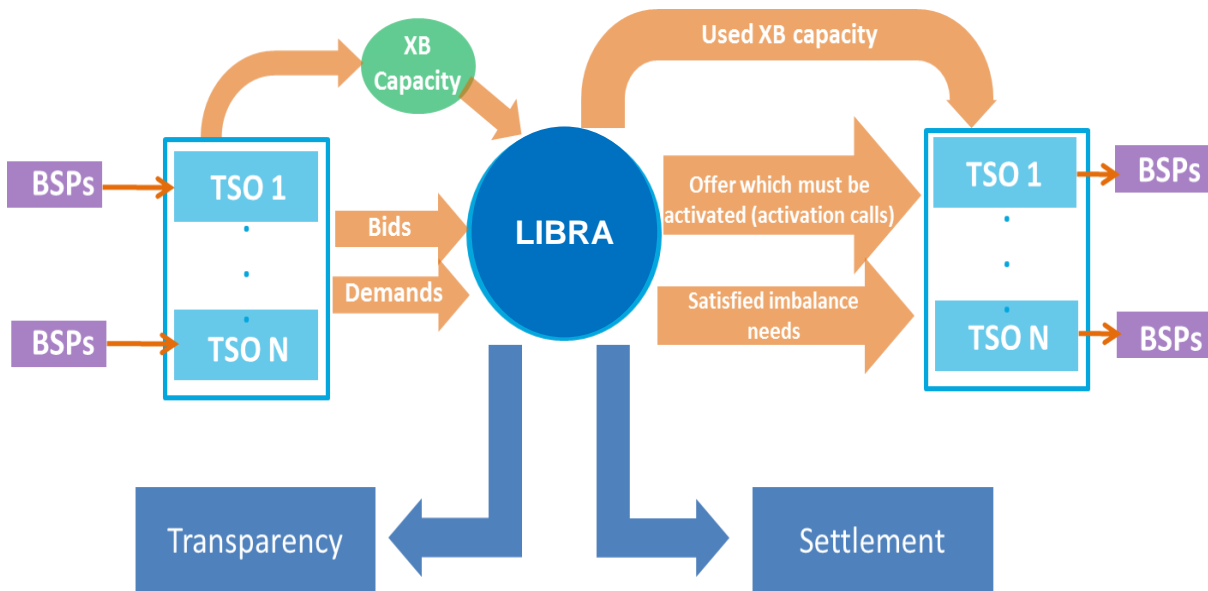 XB
Capacity
Used XB capacity
BSPs
TSO 1
Bids
Demands
BSPs
TSO N
LIBRA
Offer which must be
activated (activation calls)
Satisfied imbalance
needs
TSO 1
BSPs
TSO N
BSPs
Transparency
Settlement